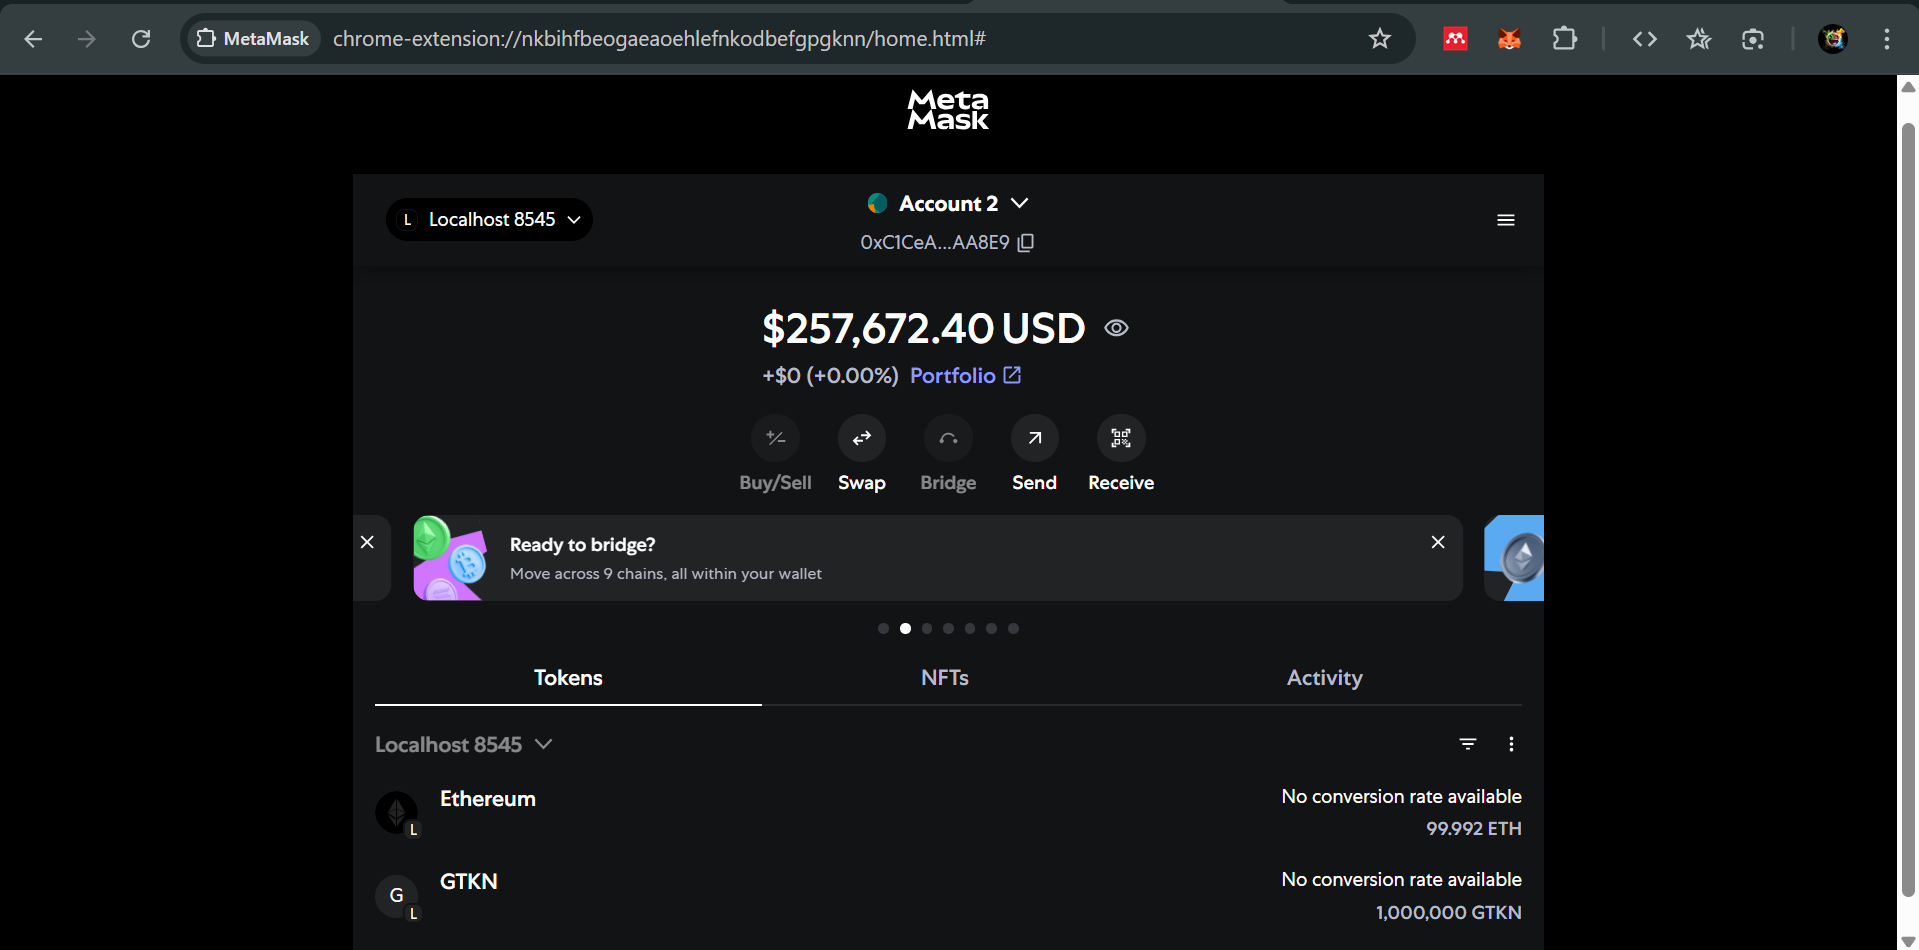 MetaMask
chrome-extension://nkbihfbeogaeaoehlefnkodbefgpgknn/home.html#
Meta
Mask
L
Localhost 8545
Account 2
0xC1CeA...AA8E9
$257,672.40 USD
+$0 (+0.00%) Portfolio
Buy/Sell
Swap
Bridge
Send
Receive
Ready to bridge?
Move across 9 chains, all within your wallet
Tokens
NFTs
Activity
Localhost 8545
Ethereum
No conversion rate available
L
99.992 ETH
GTKN
No conversion rate available
G
L
1,000,000 GTKN